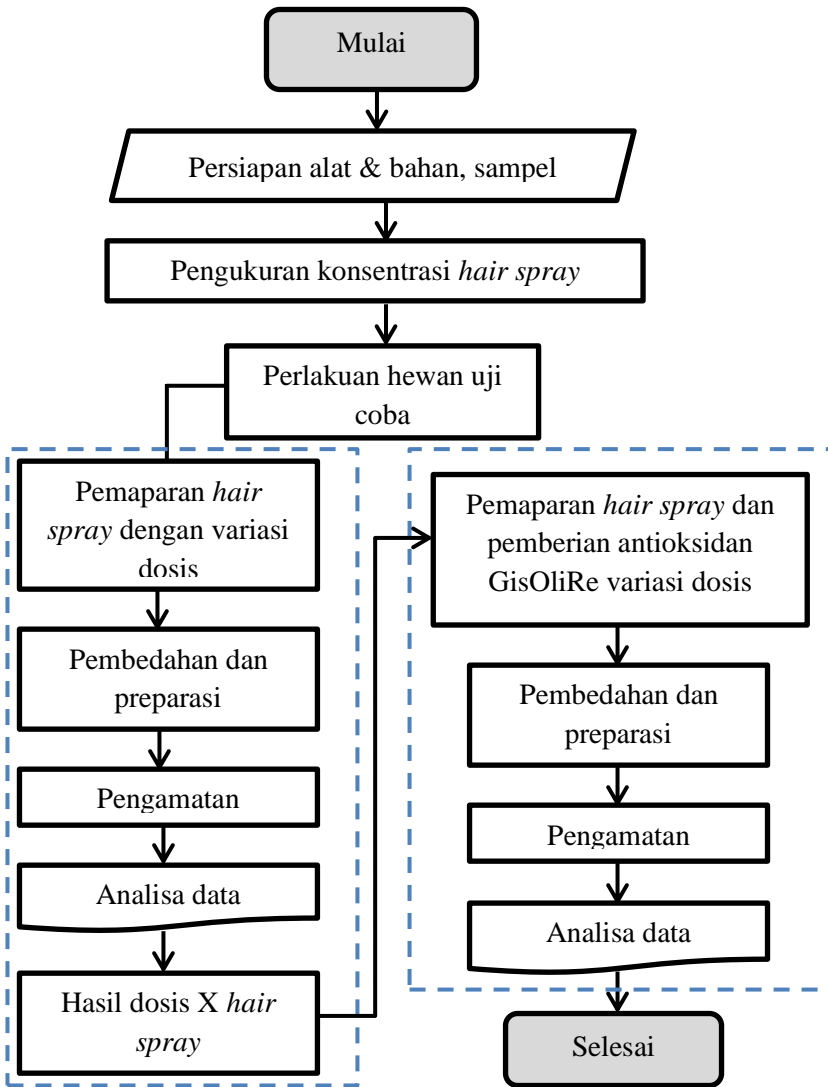 Mulai
Persiapan alat & bahan, sampel
Pengukuran konsentrasi hair spray
Perlakuan hewan uji
coba
Pemaparan hair
spray dengan variasi
dosis
Pembedahan dan
preparasi
Pengamatan
Analisa data
Hasil dosis X hair
spray
Pemaparan hair spray dan
pemberian antioksidan
GisOliRe variasi dosis
Pembedahan dan
preparasi
Pengamatan
Analisa data
Selesai